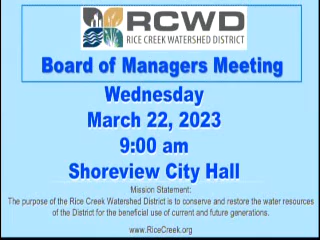 RCWD
RICE CREEK WATERSHED DISTRICT
Board of Managers Meeting
Wednesday
March 22, 2023
9:00 am
Shoreview City Hall
Mission Statement:
The purpose of the Rice Creek Watershed District is to conserve and restore the water resources
of the District for the beneficial use of current and future generations.
www.RiceCreek.org